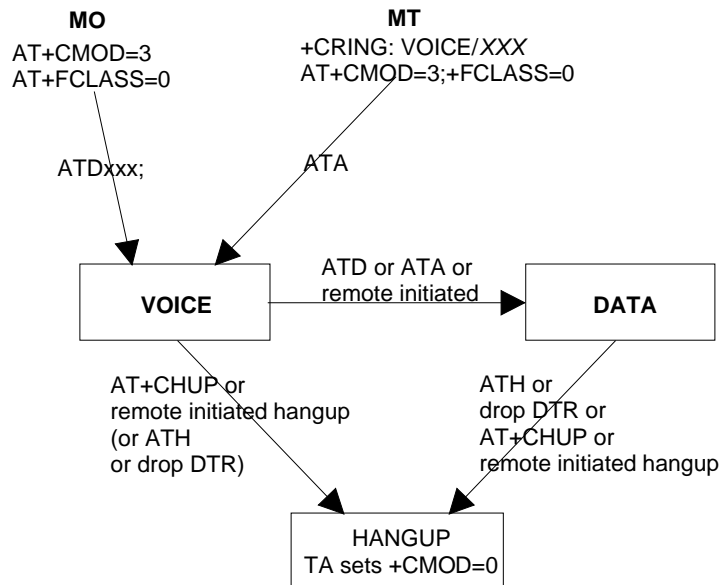 MO
AT+CMOD=3
AT+FCLASS=0
MT
+CRING: VOICE/XXX
AT+CMOD=3;+FCLASS=0
ATDxxx;
ATA
VOICE
ATD or ATA or
remote initiated
DATA
AT+CHUP or
remote initiated hangup
(or ATH
or drop DTR)
ATH or
drop DTR or
AT+CHUP or
remote initiated hangup
HANGUP
TA sets +CMOD=0